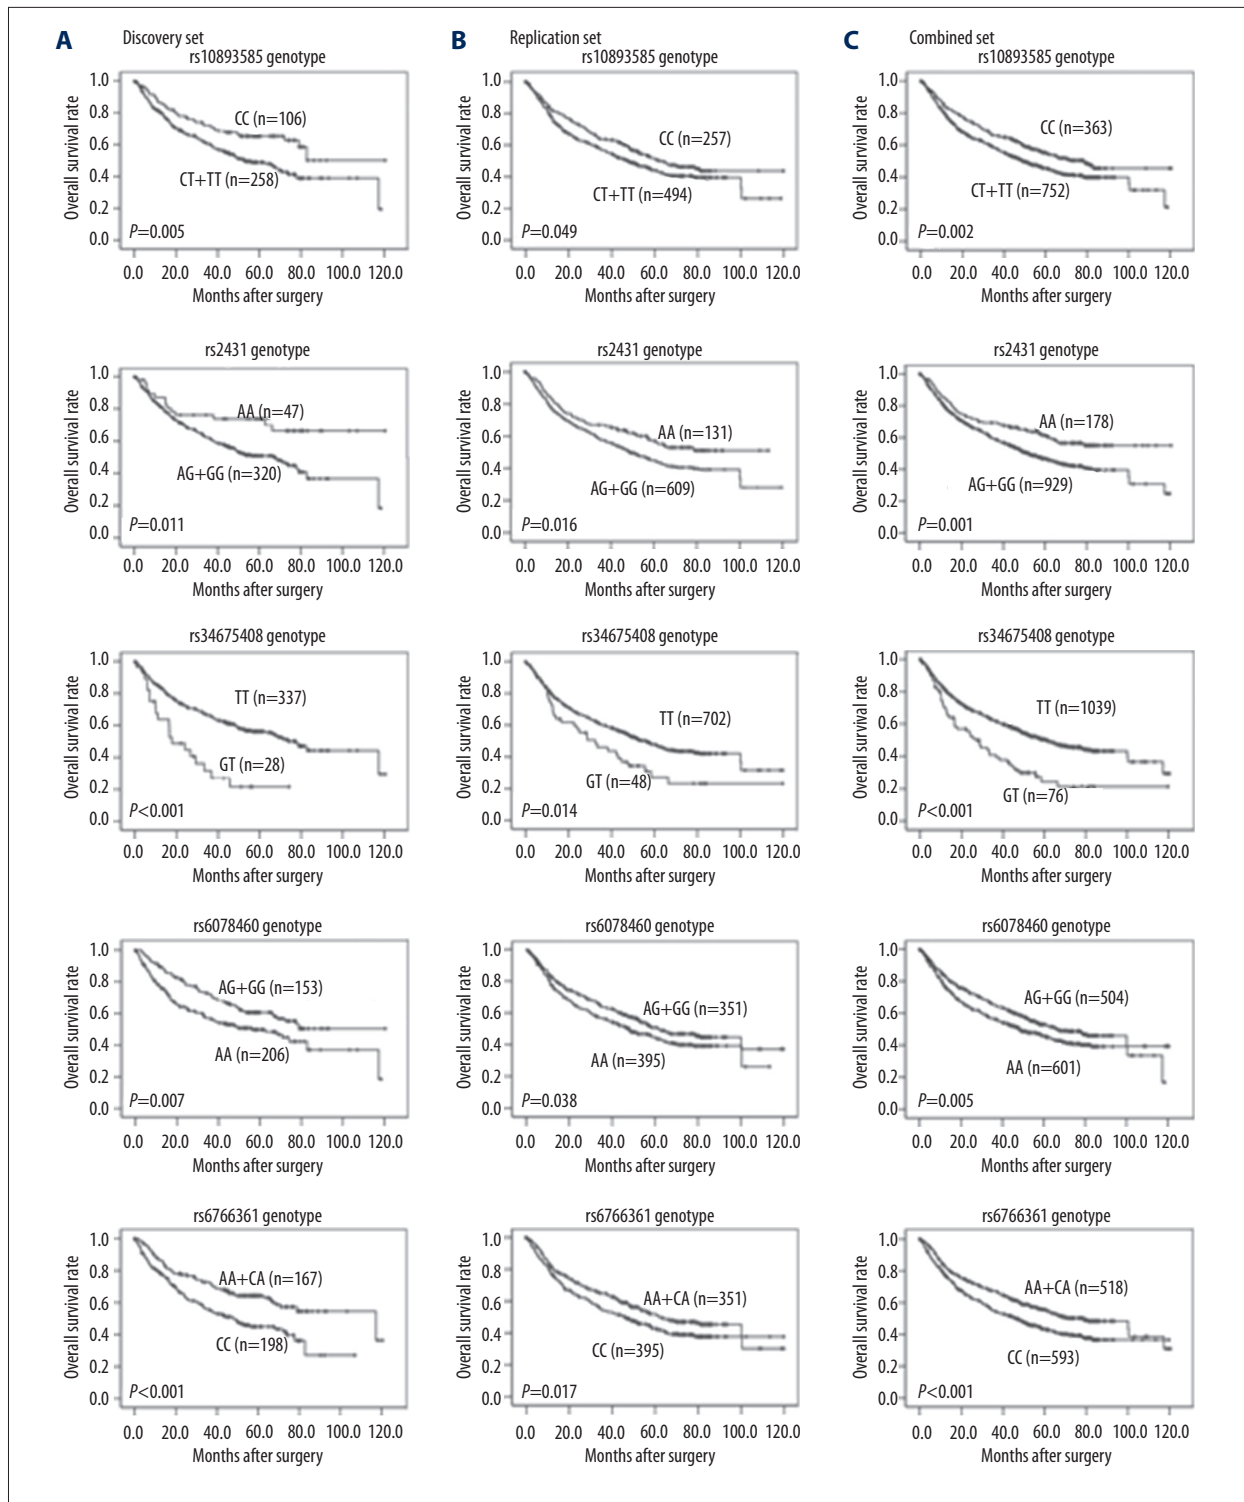 A Discovery set
rs10893585 genotype
1.0
0.8
0.6
0.4
0.2
0.0
Overall survival rate
CC (n=106)
CT+TT (n=258)
P=0.005
0.0 20.0 40.0 60.0 80.0 100.0 120.0
Months after surgery
B Replication set
rs10893585 genotype
1.0
0.8
0.6
0.4
0.2
0.0
Overall survival rate
CC (n=257)
CT+TT (n=494)
P=0.049
0.0 20.0 40.0 60.0 80.0 100.0 120.0
Months after surgery
C Combined set
rs10893585 genotype
1.0
0.8
0.6
0.4
0.2
0.0
Overall survival rate
CC (n=363)
CT+TT (n=752)
P=0.002
0.0 20.0 40.0 60.0 80.0 100.0 120.0
Months after surgery
rs2431 genotype
1.0
0.8
0.6
0.4
0.2
0.0
Overall survival rate
AA (n=47)
AG+GG (n=320)
P=0.011
0.0 20.0 40.0 60.0 80.0 100.0 120.0
Months after surgery
rs2431 genotype
1.0
0.8
0.6
0.4
0.2
0.0
Overall survival rate
AA (n=131)
AG+GG (n=609)
P=0.016
0.0 20.0 40.0 60.0 80.0 100.0 120.0
Months after surgery
rs2431 genotype
1.0
0.8
0.6
0.4
0.2
0.0
Overall survival rate
AA (n=178)
AG+GG (n=929)
P=0.001
0.0 20.0 40.0 60.0 80.0 100.0 120.0
Months after surgery
rs34675408 genotype
1.0
0.8
0.6
0.4
0.2
0.0
Overall survival rate
TT (n=337)
GT (n=28)
P<0.001
0.0 20.0 40.0 60.0 80.0 100.0 120.0
Months after surgery
rs34675408 genotype
1.0
0.8
0.6
0.4
0.2
0.0
Overall survival rate
TT (n=702)
GT (n=48)
P=0.014
0.0 20.0 40.0 60.0 80.0 100.0 120.0
Months after surgery
rs34675408 genotype
1.0
0.8
0.6
0.4
0.2
0.0
Overall survival rate
TT (n=1039)
GT (n=76)
P<0.001
0.0 20.0 40.0 60.0 80.0 100.0 120.0
Months after surgery
rs6078460 genotype
1.0
0.8
0.6
0.4
0.2
0.0
Overall survival rate
AG+GG (n=153)
AA (n=206)
P=0.007
0.0 20.0 40.0 60.0 80.0 100.0 120.0
Months after surgery
rs6078460 genotype
1.0
0.8
0.6
0.4
0.2
0.0
Overall survival rate
AG+GG (n=351)
AA (n=395)
P=0.038
0.0 20.0 40.0 60.0 80.0 100.0 120.0
Months after surgery
rs6078460 genotype
1.0
0.8
0.6
0.4
0.2
0.0
Overall survival rate
AG+GG (n=504)
AA (n=601)
P=0.005
0.0 20.0 40.0 60.0 80.0 100.0 120.0
Months after surgery
rs6766361 genotype
1.0
0.8
0.6
0.4
0.2
0.0
Overall survival rate
AA+CA (n=167)
CC (n=198)
P<0.001
0.0 20.0 40.0 60.0 80.0 100.0 120.0
Months after surgery
rs6766361 genotype
1.0
0.8
0.6
0.4
0.2
0.0
Overall survival rate
AA+CA (n=351)
CC (n=395)
P=0.017
0.0 20.0 40.0 60.0 80.0 100.0 120.0
Months after surgery
rs6766361 genotype
1.0
0.8
0.6
0.4
0.2
0.0
Overall survival rate
AA+CA (n=518)
CC (n=593)
P<0.001
0.0 20.0 40.0 60.0 80.0 100.0 120.0
Months after surgery